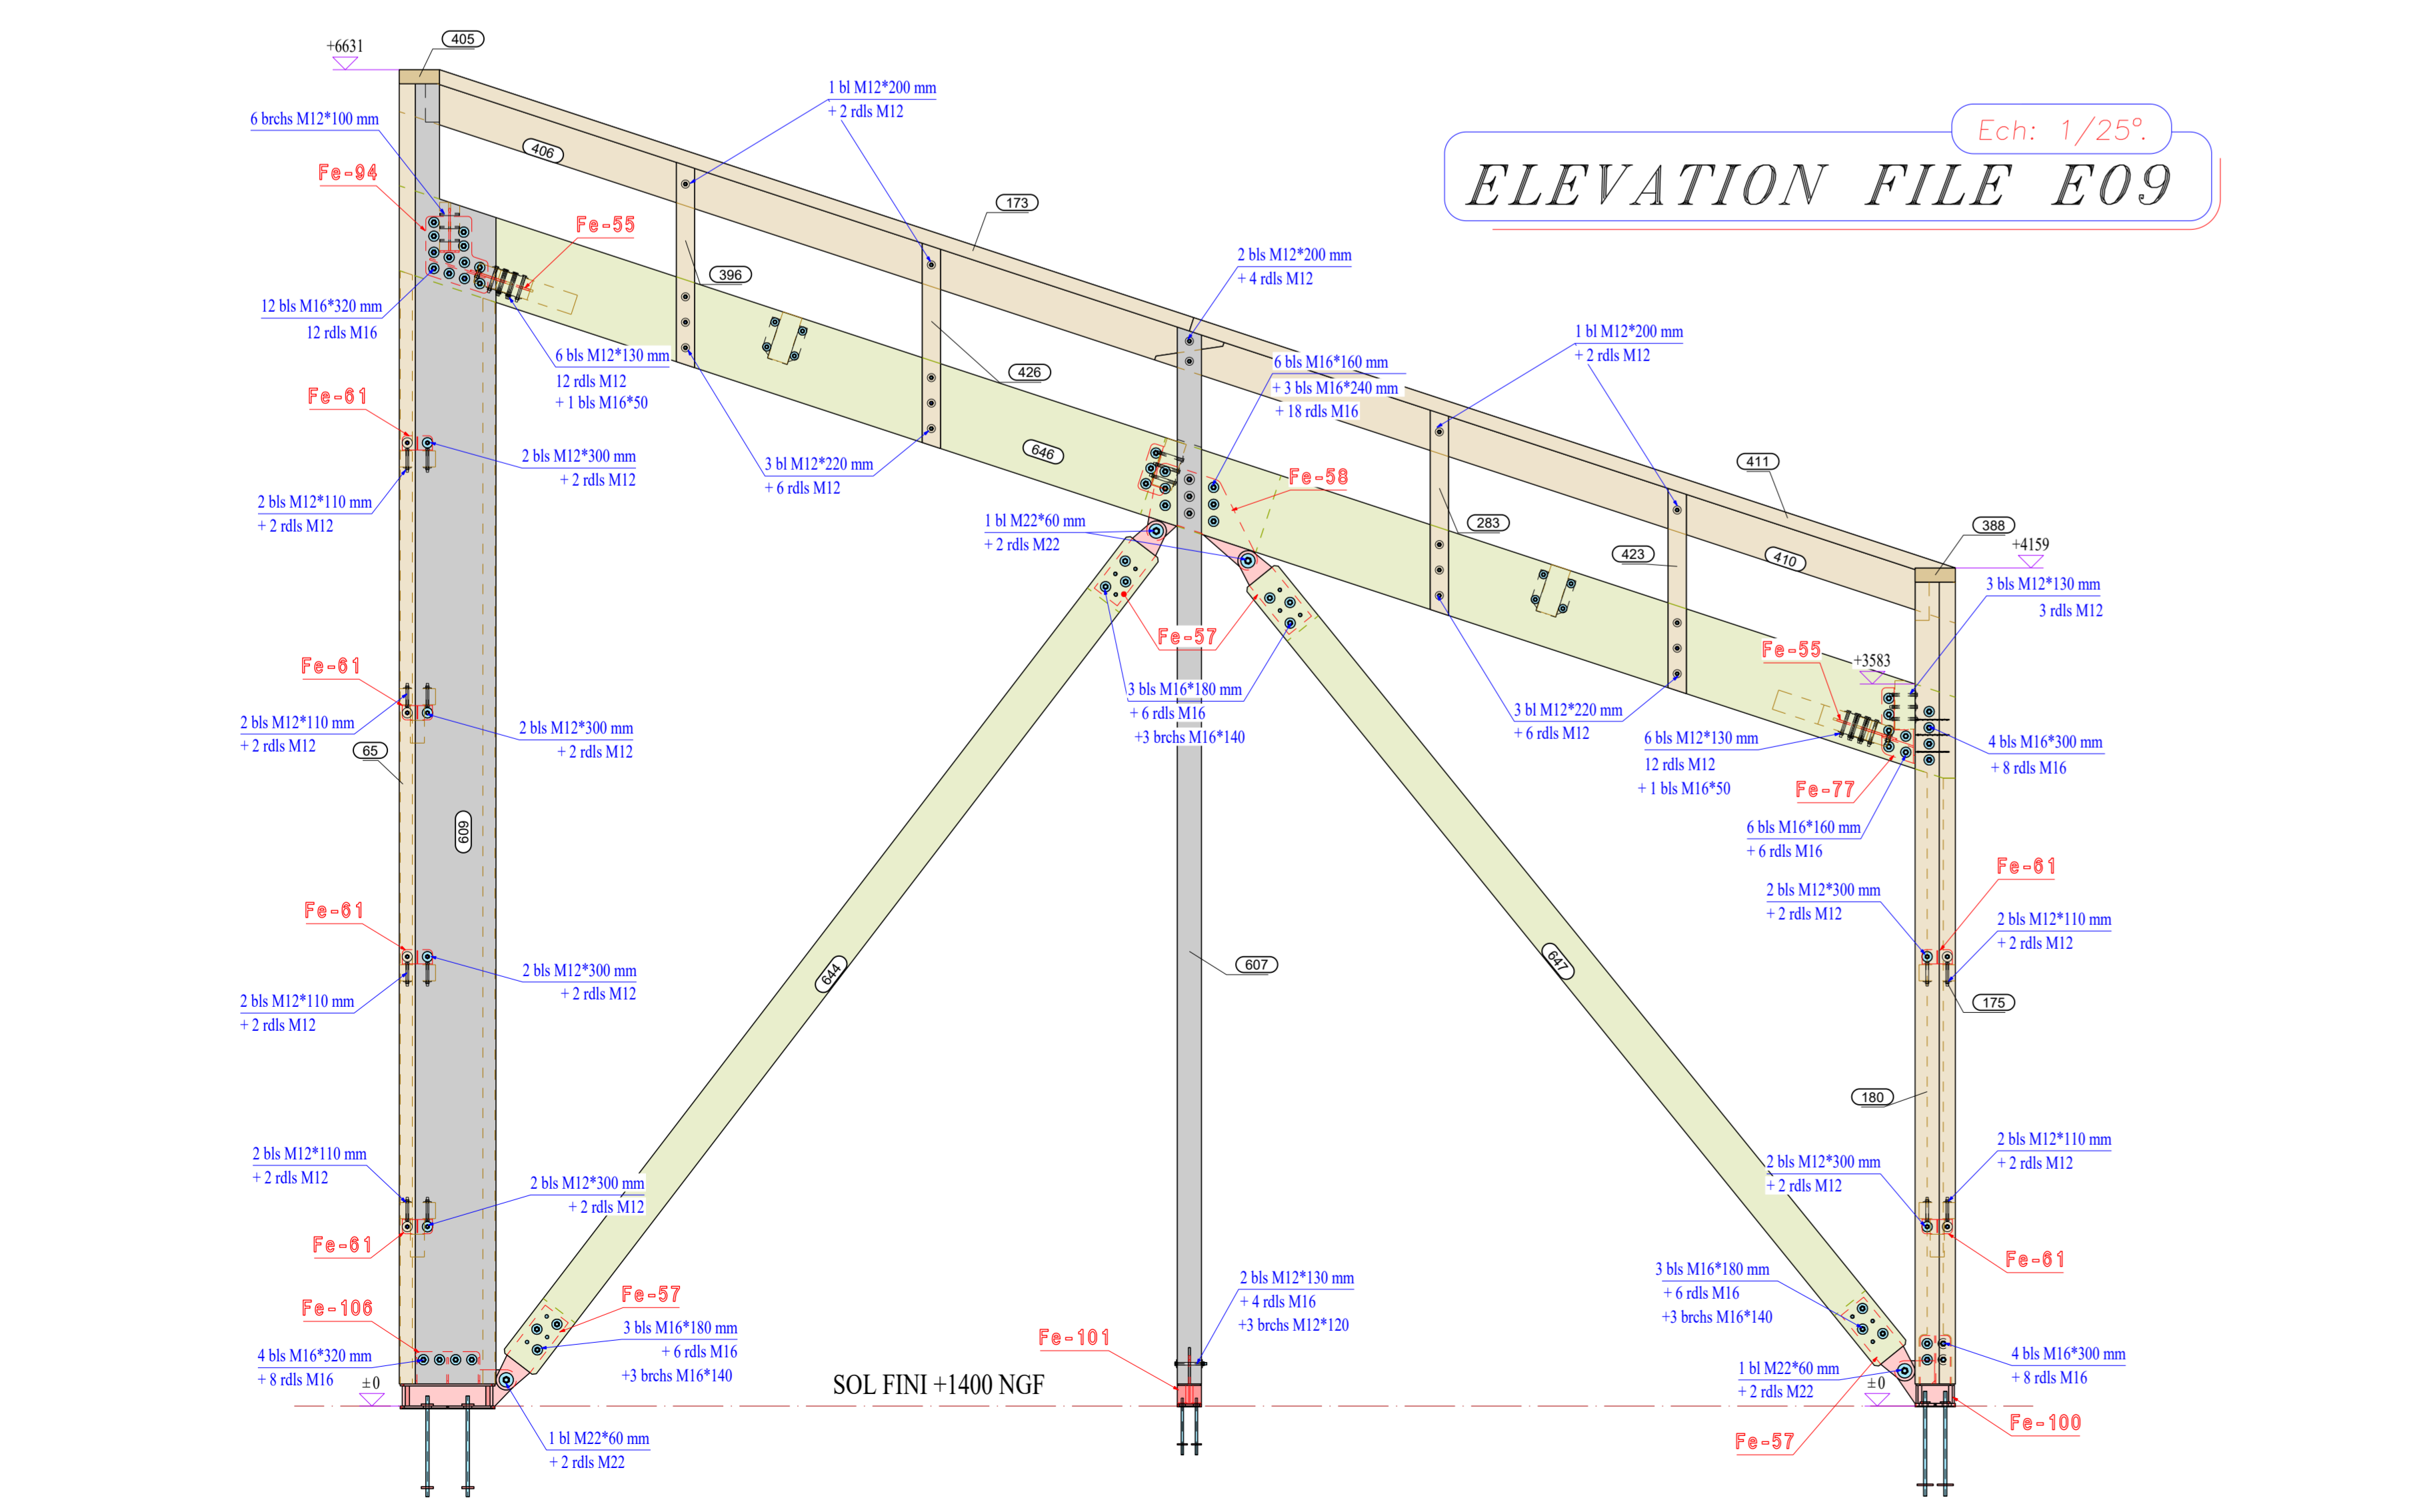 +6631
405
1 bl M12*200 mm
+ 2 rdls M12
6 brchs M12*100 mm
Ech: 1/25°.
ELEVATION FILE E09
406
Fe-94
173
Fe-55
2 bls M12*200 mm
+ 4 rdls M12
396
12 bls M16*320 mm
12 rdls M16
1 bl M12*200 mm
+ 2 rdls M12
6 bls M12*130 mm
12 rdls M12
+ 1 bls M16*50
426
6 bls M16*160 mm
+ 3 bls M16*240 mm
+ 18 rdls M16
Fe-61
2 bls M12*300 mm
+ 2 rdls M12
3 bl M12*220 mm
+ 6 rdls M12
646
Fe-58
411
2 bls M12*110 mm
+ 2 rdls M12
1 bl M22*60 mm
+ 2 rdls M22
283
423
410
388
+4159
3 bls M12*130 mm
3 rdls M12
Fe-57
Fe-55
+3583
Fe-61
3 bls M16*180 mm
+ 6 rdls M16
+3 brchs M16*140
3 bl M12*220 mm
+ 6 rdls M12
2 bls M12*110 mm
+ 2 rdls M12
2 bls M12*300 mm
+ 2 rdls M12
6 bls M12*130 mm
12 rdls M12
+ 1 bls M16*50
4 bls M16*300 mm
+ 8 rdls M16
65
Fe-77
609
6 bls M16*160 mm
+ 6 rdls M16
Fe-61
Fe-61
2 bls M12*300 mm
+ 2 rdls M12
2 bls M12*110 mm
+ 2 rdls M12
2 bls M12*300 mm
+ 2 rdls M12
2 bls M12*110 mm
+ 2 rdls M12
644
607
647
175
180
2 bls M12*110 mm
+ 2 rdls M12
2 bls M12*300 mm
+ 2 rdls M12
2 bls M12*300 mm
+ 2 rdls M12
2 bls M12*110 mm
+ 2 rdls M12
Fe-61
Fe-61
Fe-106
Fe-57
3 bls M16*180 mm
+ 6 rdls M16
+3 brchs M16*140
2 bls M12*130 mm
+ 4 rdls M16
+3 brchs M12*120
3 bls M16*180 mm
+ 6 rdls M16
+3 brchs M16*140
4 bls M16*320 mm
+ 8 rdls M16
Fe-101
4 bls M16*300 mm
+ 8 rdls M16
±0
SOL FINI +1400 NGF
1 bl M22*60 mm
+ 2 rdls M22
±0
1 bl M22*60 mm
+ 2 rdls M22
Fe-57
Fe-100